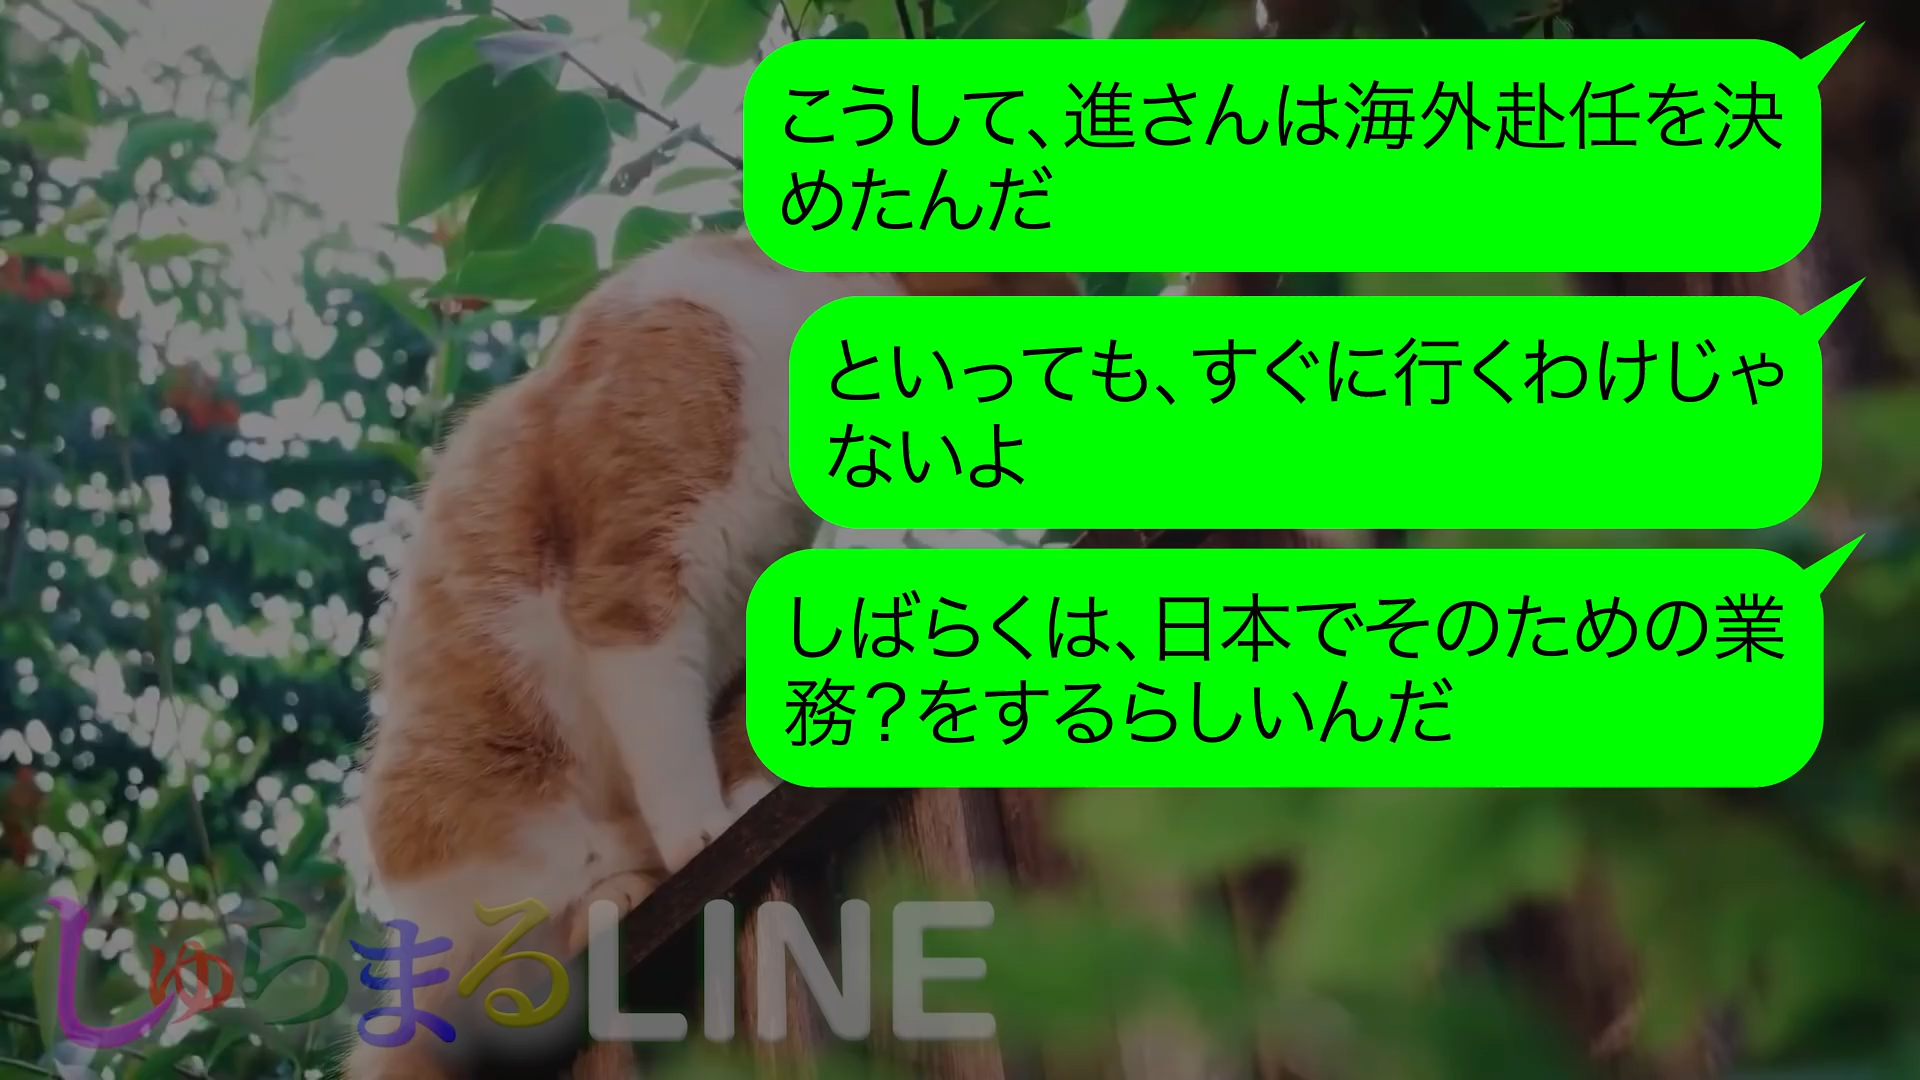 こうして、進さんは海外赴任を決
めたんだ
といっても、すぐに行くわけじゃ
ないよ
しばらくは、日本でそのための業
務？をするらしいんだ
しゅらまるLINE